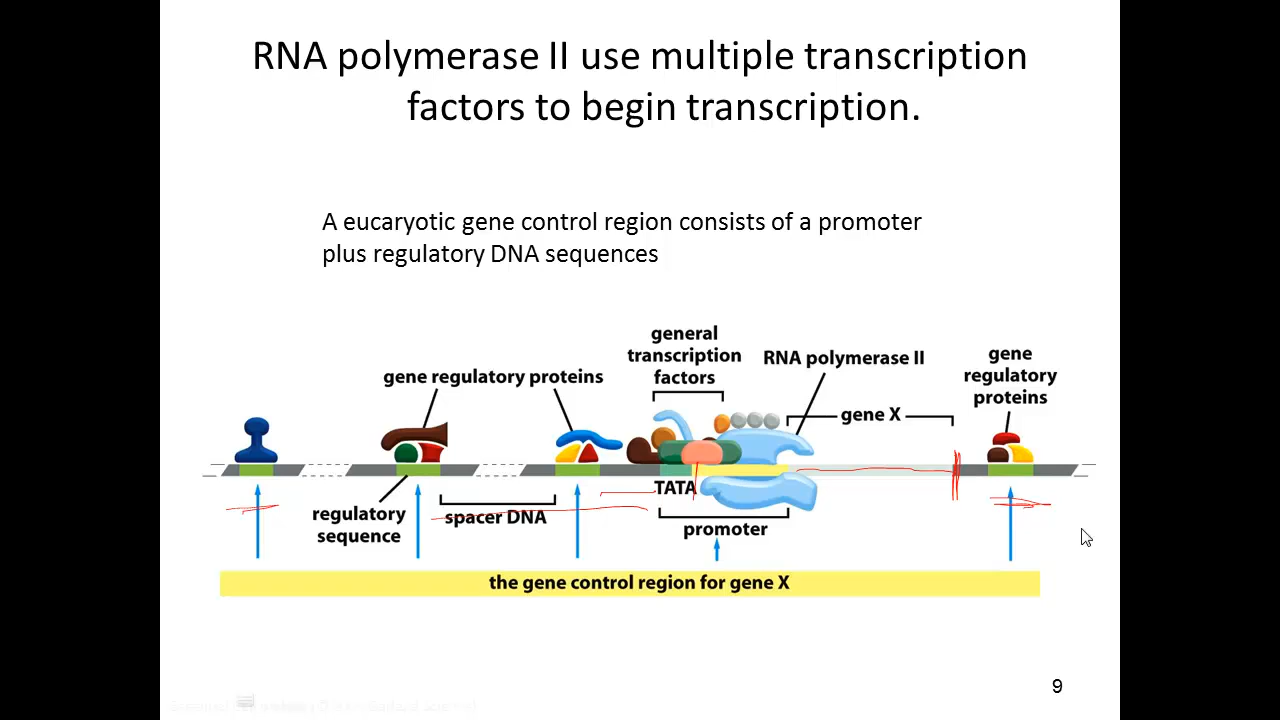 RNA polymerase II use multiple transcription
factors to begin transcription.
A eucaryotic gene control region consists of a promoter
plus regulatory DNA sequences
general
transcription
factors
RNA polymerase II
gene
regulatory
proteins
gene regulatory proteins
gene X
TATA
regulatory
sequence
spacer DNA
promoter
the gene control region for gene X
9